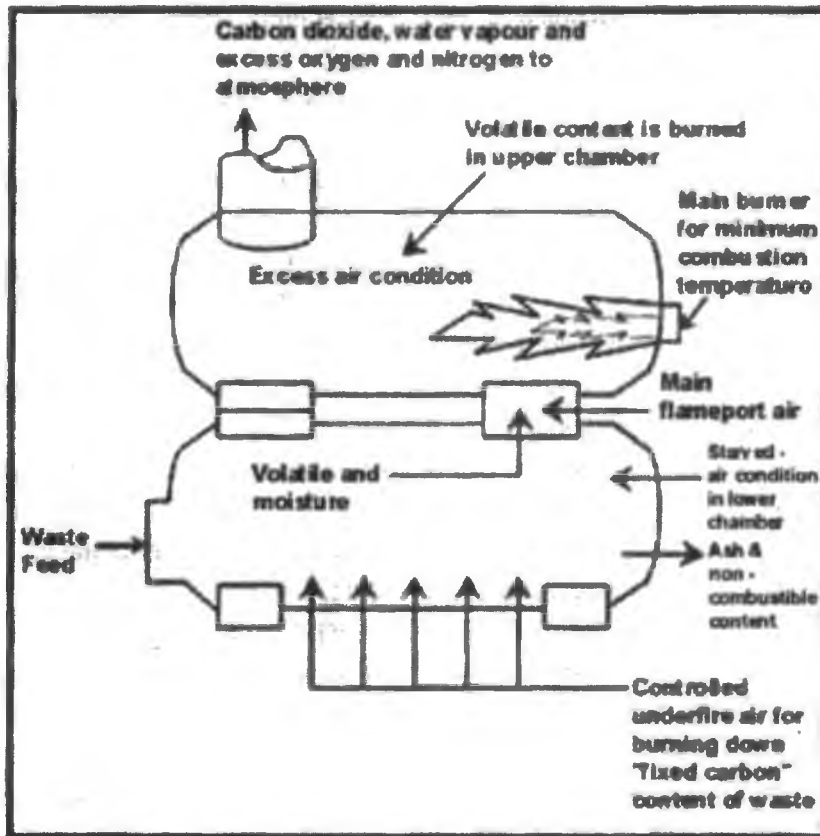 Carbon dioxide, water vapour and
excess oxygen and nitrogen to
atmosphere
Volatile content is burned
in upper chamber
Main burner
for minimum
combustion
temperature
Excess air condition
Main
flameport air
Starved -
air condition
in lower
chamber
Volatile and
moisture
Waste
Feed
Ash &
non -
combustible
content
Controlled
underfire air for
burning down
"fixed carbon"
content of waste